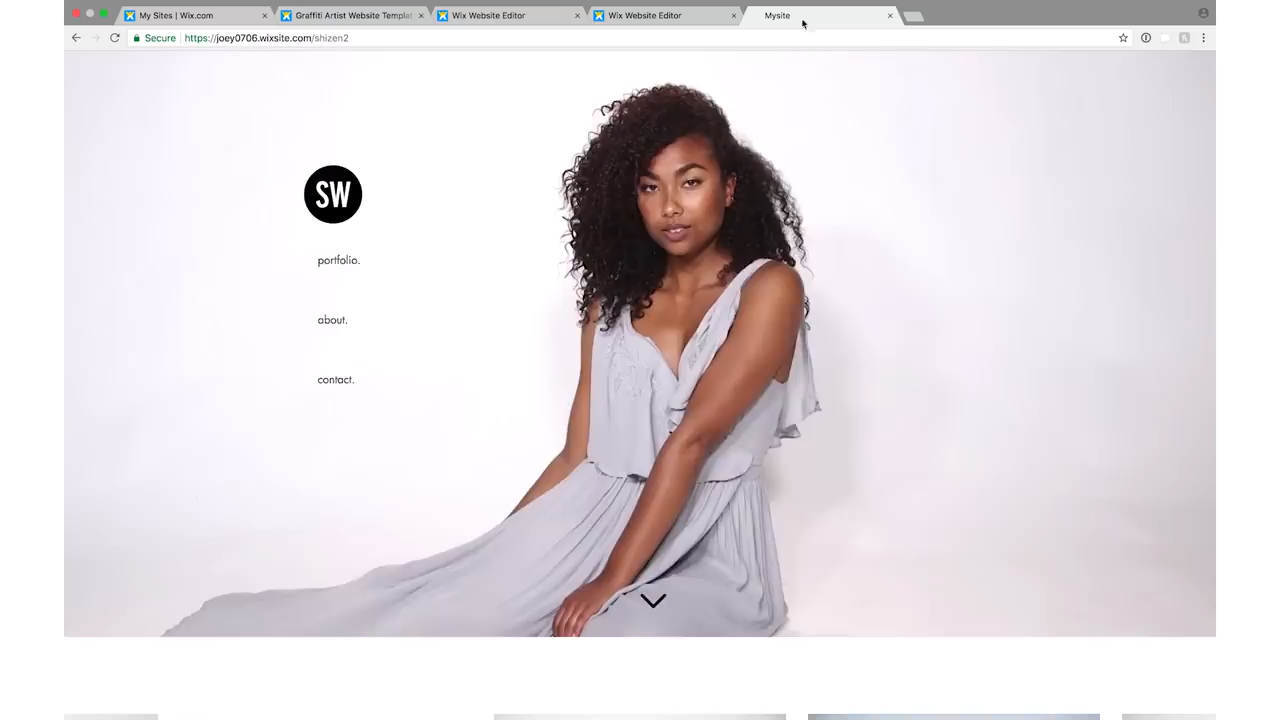 My Sites | Wix.com
Graffiti Artist Website Templat
Wix Website Editor
Wix Website Editor
Mysite
Secure
https://joey0706.wixsite.com/shizen2
SW
portfolio.
about.
contact.